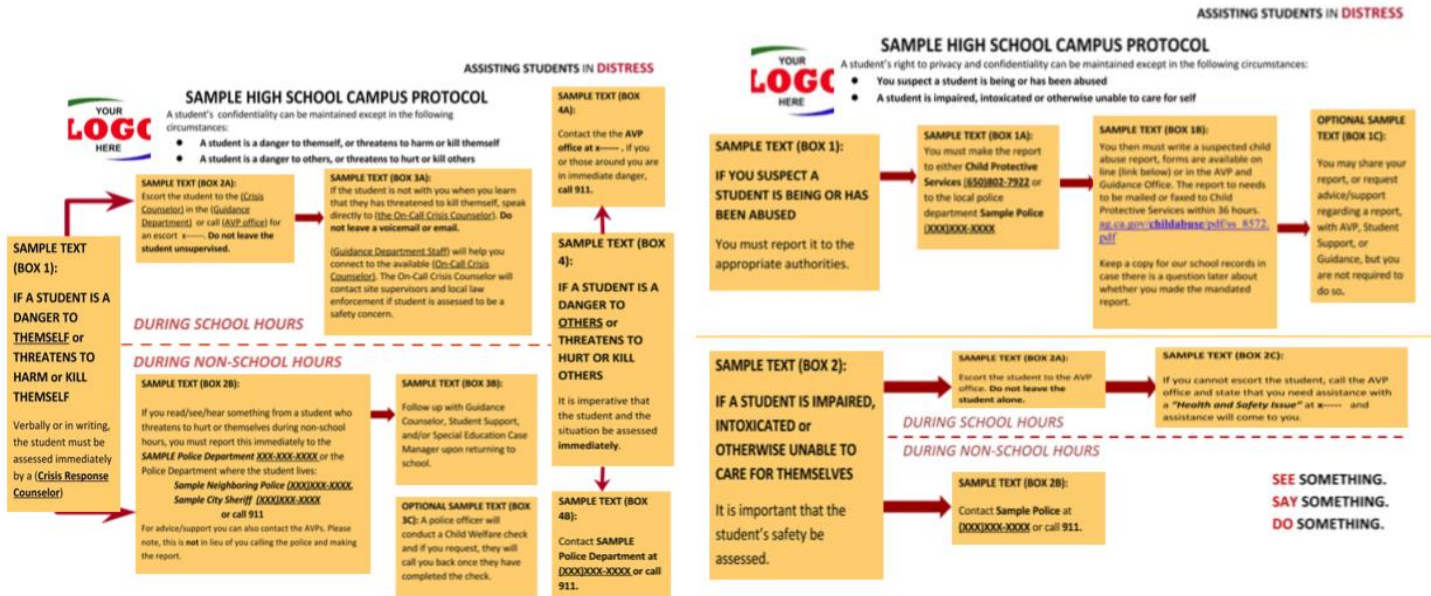 ASSISTING STUDENTS IN DISTRESS
YOUR
LOGO
HERE
SAMPLE HIGH SCHOOL CAMPUS PROTOCOL
A student's confidentiality can be maintained except in the following
circumstances:
● A student is a danger to themself, or threatens to harm or kill themself
● A student is a danger to others, or threatens to hurt or kill others
SAMPLE TEXT
(BOX 1):
IF A STUDENT IS A
DANGER TO
THEMSELF or
THREATENS TO
HARM or KILL
THEMSELF
Verbally or in writing,
the student must be
assessed immediately
by a (Crisis Response
Counselor)
SAMPLE TEXT (BOX 2A):
Escort the student to the (Crisis
Counselor) in the (Guidance
Department) or call (AVP office) for
an escort x-----. Do not leave the
student unsupervised.
SAMPLE TEXT (BOX 3A):
If the student is not with you when you learn
that they has threatened to kill themself, speak
directly to (the On-Call Crisis Counselor). Do
not leave a voicemail or email.
(Guidance Department Staff) will help you
connect to the available (On-Call Crisis
Counselor). The On-Call Crisis Counselor will
contact site supervisors and local law
enforcement if student is assessed to be a
safety concern.
DURING SCHOOL HOURS
DURING NON-SCHOOL HOURS
SAMPLE TEXT (BOX 2B):
If you read/see/hear something from a student who
threatens to hurt or themselves during non-school
hours, you must report this immediately to the
SAMPLE Police Department XXX-XXX-XXXX or the
Police Department where the student lives:
Sample Neighboring Police (XXX)XXX-XXXX,
Sample City Sheriff (XXX)XXX-XXXX
or call 911
For advice/support you can also contact the AVPs. Please
note, this is not in lieu of you calling the police and making
the report.
SAMPLE TEXT (BOX 3B):
Follow up with Guidance
Counselor, Student Support,
and/or Special Education Case
Manager upon returning to
school.
OPTIONAL SAMPLE TEXT (BOX
3C): A police officer will
conduct a Child Welfare check
and if you request, they will
call you back once they have
completed the check.
SAMPLE TEXT (BOX
4A):
Contact the the AVP
office at x----- . If you
or those around you are
in immediate danger,
call 911.
SAMPLE TEXT (BOX
4):
IF A STUDENT IS A
DANGER TO
OTHERS or
THREATENS TO
HURT OR KILL
OTHERS
It is imperative that
the student and the
situation be assessed
immediately.
SAMPLE TEXT (BOX
4B):
Contact SAMPLE
Police Department at
(XXX)XXX-XXXX or call
911.
ASSISTING STUDENTS IN DISTRESS
YOUR
LOGO
HERE
SAMPLE HIGH SCHOOL CAMPUS PROTOCOL
A student's right to privacy and confidentiality can be maintained except in the following circumstances:
● You suspect a student is being or has been abused
● A student is impaired, intoxicated or otherwise unable to care for self
SAMPLE TEXT (BOX 1):
IF YOU SUSPECT A
STUDENT IS BEING OR HAS
BEEN ABUSED
You must report it to the
appropriate authorities.
SAMPLE TEXT (BOX 1A):
You must make the report
to either Child Protective
Services (650)802-7922 or
to the local police
department Sample Police
(XXX)XXX-XXXX
SAMPLE TEXT (BOX 1B):
You then must write a suspected child
abuse report, forms are available on
line (link below) or in the AVP and
Guidance Office. The report to needs
to be mailed or faxed to Child
Protective Services within 36 hours.
ag.ca.gov/childabuse/pdf/ss_8572.
pdf
Keep a copy for our school records in
case there is a question later about
whether you made the mandated
report.
OPTIONAL SAMPLE
TEXT (BOX 1C):
You may share your
report, or request
advice/support
regarding a report,
with AVP, Student
Support, or
Guidance, but you
are not required to
do so.
SAMPLE TEXT (BOX 2):
IF A STUDENT IS IMPAIRED,
INTOXICATED or
OTHERWISE UNABLE TO
CARE FOR THEMSELVES
It is important that the
student's safety be
assessed.
SAMPLE TEXT (BOX 2A):
Escort the student to the AVP
office. Do not leave the
student alone.
SAMPLE TEXT (BOX 2C):
If you cannot escort the student, call the AVP
office and state that you need assistance with
a "Health and Safety Issue" at x----- and
assistance will come to you.
DURING SCHOOL HOURS
DURING NON-SCHOOL HOURS
SAMPLE TEXT (BOX 2B):
Contact Sample Police at
(XXX)XXX-XXXX or call 911.
SEE SOMETHING.
SAY SOMETHING.
DO SOMETHING.